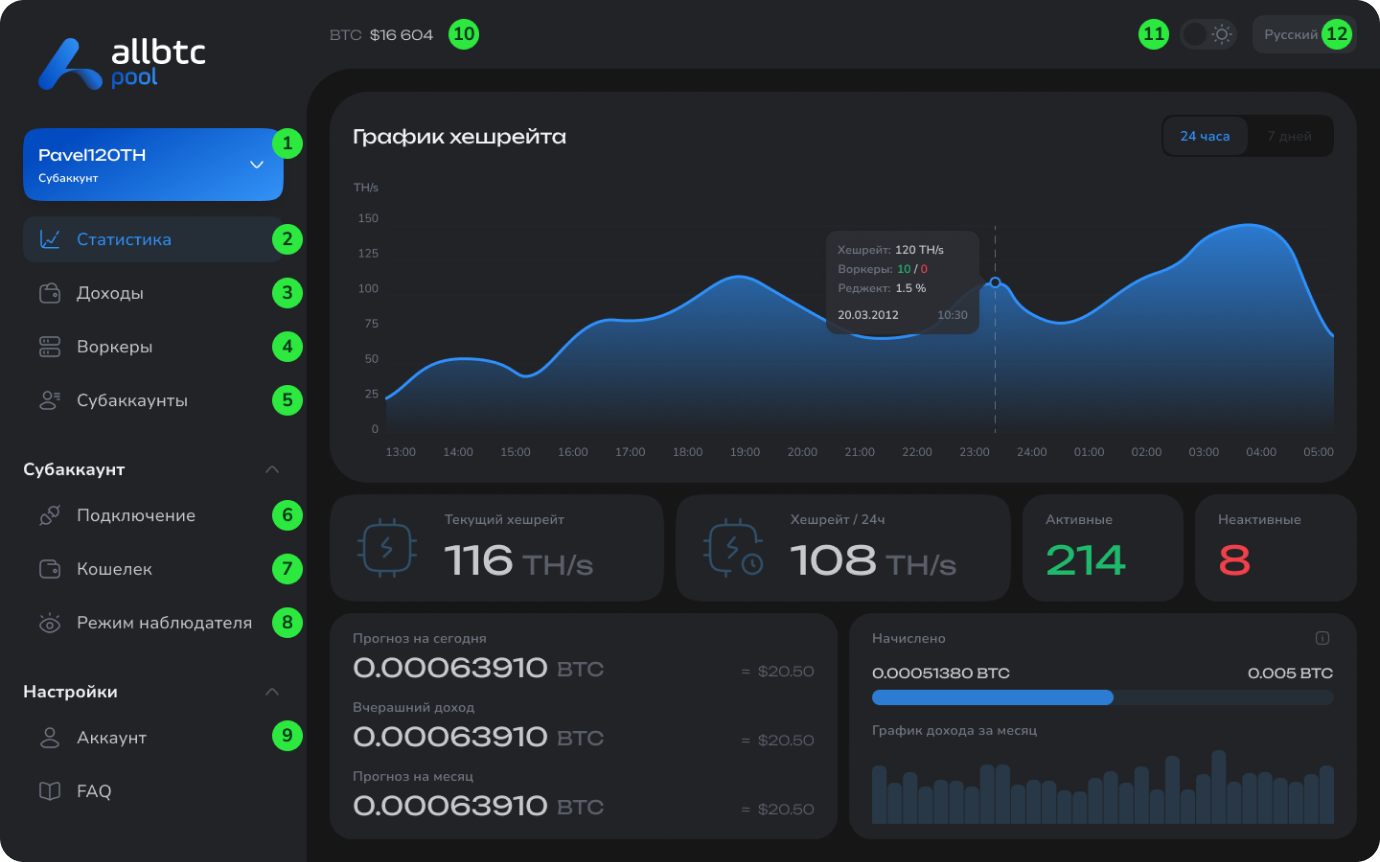 allbtc
pool
BTC $16 604 10
11
Русский 12
Pavel120TH 1
Субаккунт
Статистика 2
Доходы 3
Воркеры 4
Субаккаунты 5
Субаккаунт
Подключение 6
Кошелек 7
Режим наблюдателя 8
Настройки
Аккаунт 9
FAQ
График хешрейта
24 часа 7 дней
TH/s
150
125
100
75
50
25
0
Хешрейт: 120 TH/s
Воркеры: 10 / 0
Реджект: 1.5 %
20.03.2012 10:30
13:00 14:00 15:00 16:00 17:00 18:00 19:00 20:00 21:00 22:00 23:00 24:00 01:00 02:00 03:00 04:00 05:00
Текущий хешрейт
116 TH/s
Хешрейт / 24ч
108 TH/s
Активные
214
Неактивные
8
Прогноз на сегодня
0.00063910 BTC = $20.50
Вчерашний доход
0.00063910 BTC = $20.50
Прогноз на месяц
0.00063910 BTC = $20.50
Начислено
0.00051380 BTC 0.005 BTC
График дохода за месяц